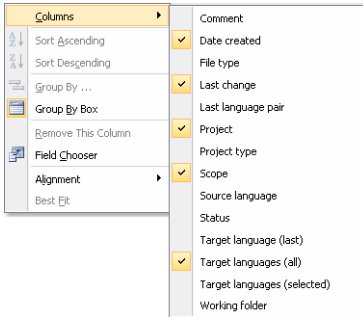 Columns
Sort Ascending
Sort Descending
Group By ...
Group By Box
Remove This Column
Field Chooser
Alignment
Best Fit
Comment
Date created
File type
Last change
Last language pair
Project
Project type
Scope
Source language
Status
Target language (last)
Target languages (all)
Target languages (selected)
Working folder